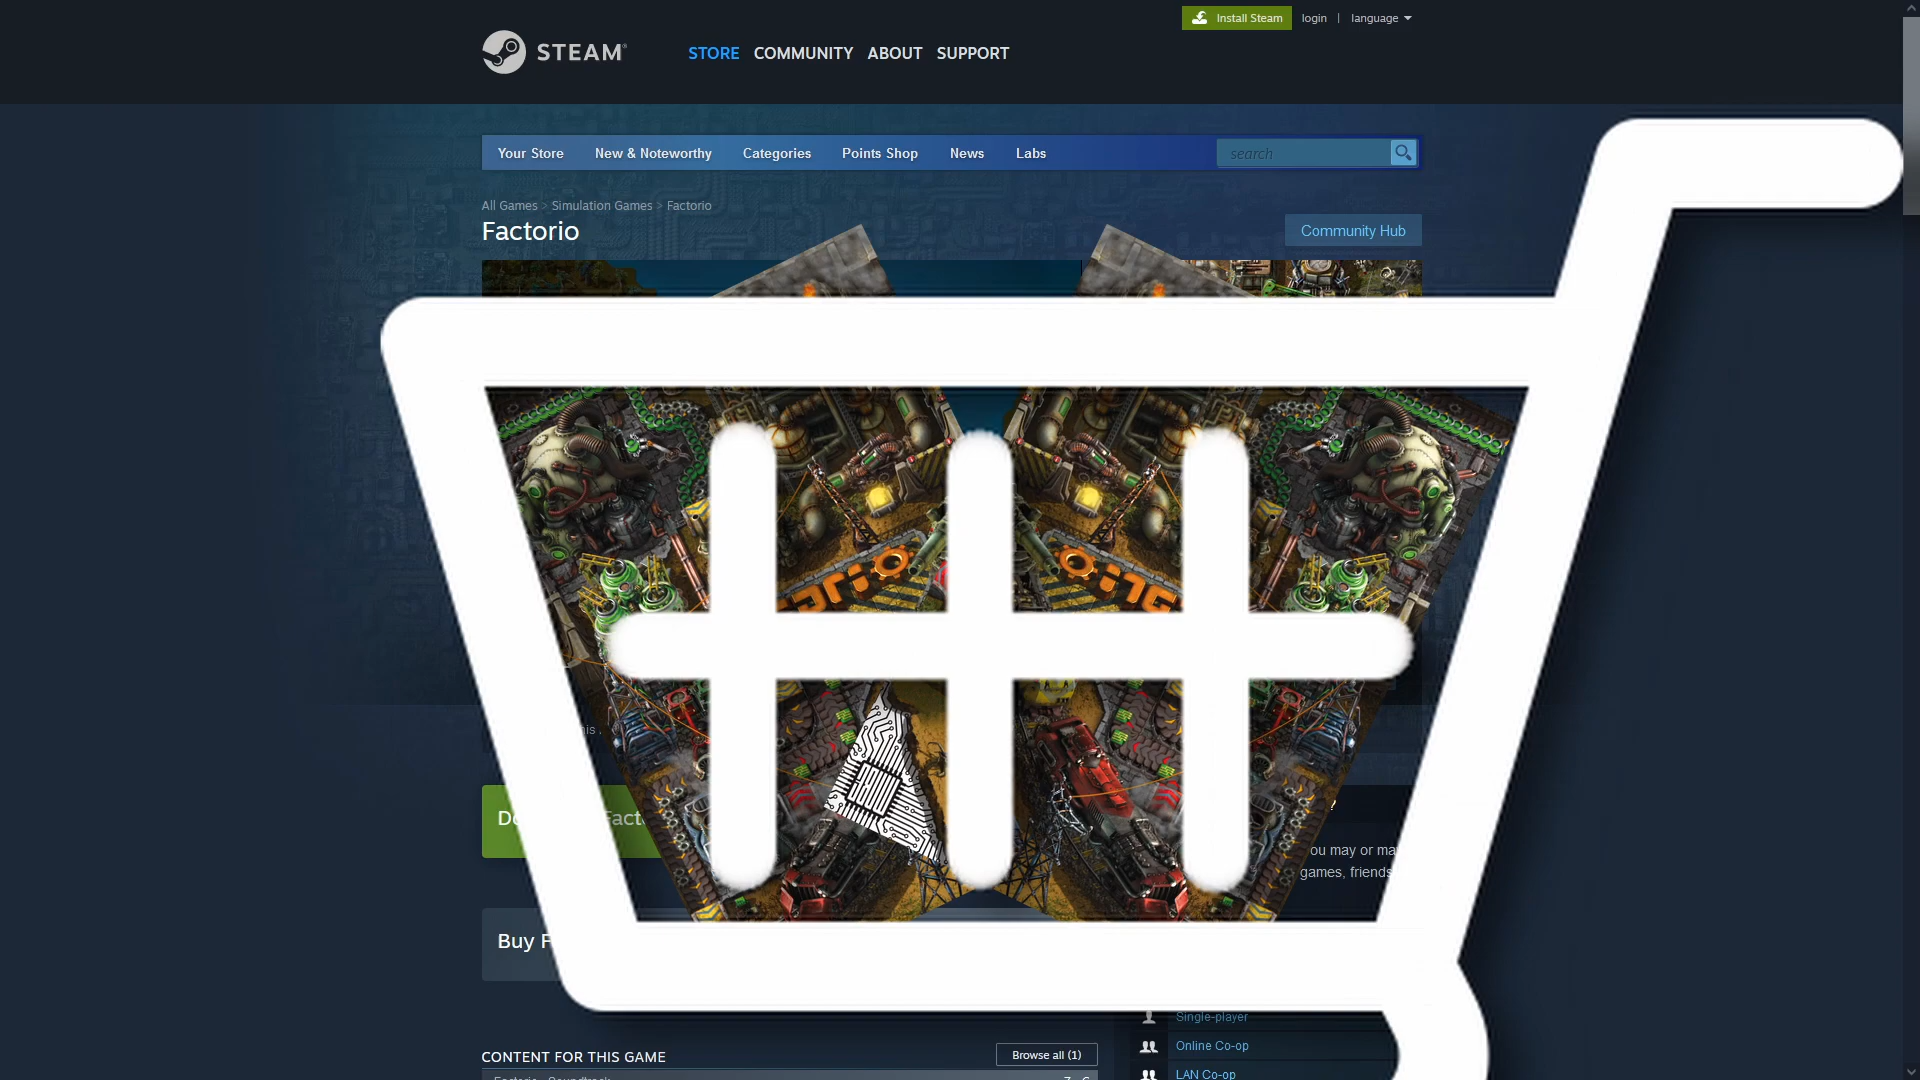 Install Steam login | language
STEAM
STORE COMMUNITY ABOUT SUPPORT
Your Store New & Noteworthy Categories Points Shop News Labs search
All Games > Simulation Games > Factorio
Factorio
Community Hub
ou may or ma
games, friends
Buy F
Single-player
Online Co-op
CONTENT FOR THIS GAME Browse all (1)
LAN Co-op